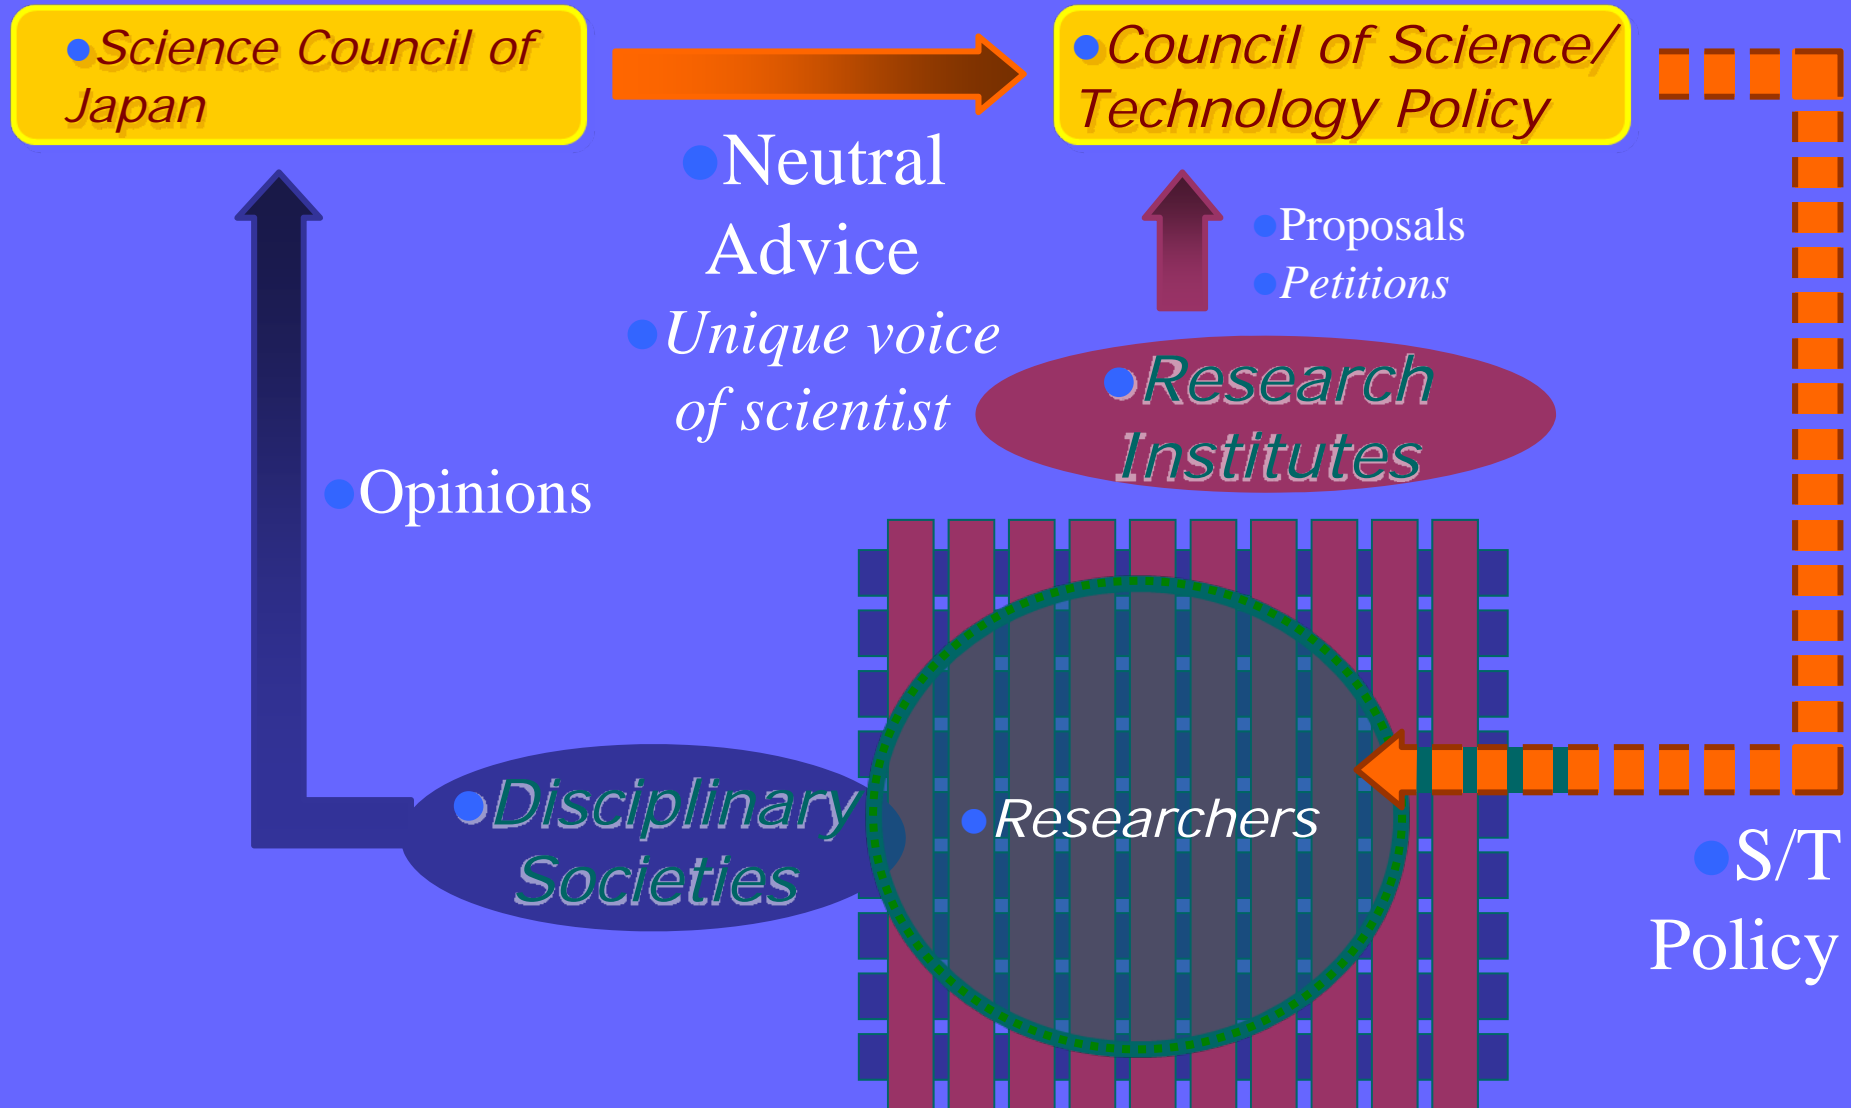 •Science Council of
Japan
•Council of Science/
Technology Policy
•Neutral
Advice
•Unique voice
of scientist
•Proposals
•Petitions
•Research
Institutes
•Opinions
•Disciplinary
Societies
•Researchers
•S/T
Policy